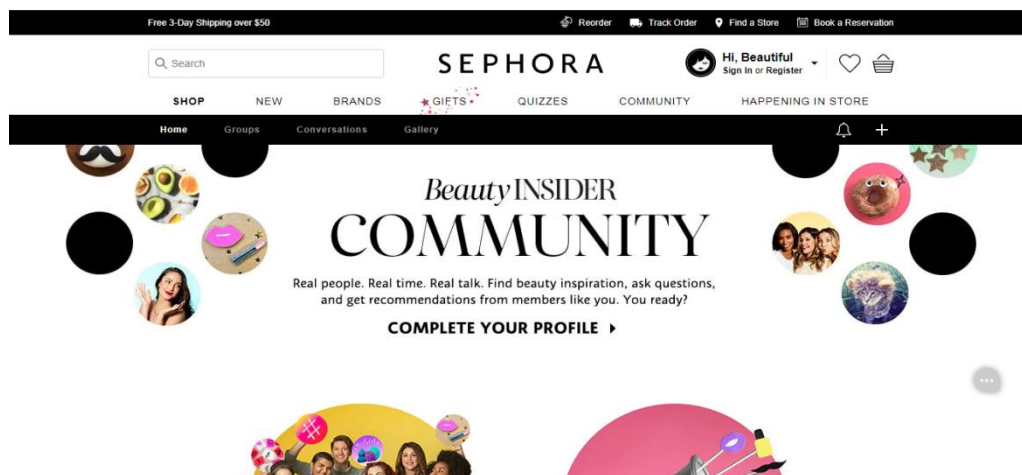 Free 3-Day Shipping over $50
Reorder
Track Order
Find a Store
Book a Reservation
Search
SEPHORA
Hi, Beautiful
Sign In or Register
SHOP
NEW
BRANDS
GIFTS
QUIZZES
COMMUNITY
HAPPENING IN STORE
Home
Groups
Conversations
Gallery
Beauty INSIDER
COMMUNITY
Real people. Real time. Real talk. Find beauty inspiration, ask questions,
and get recommendations from members like you. You ready?
COMPLETE YOUR PROFILE